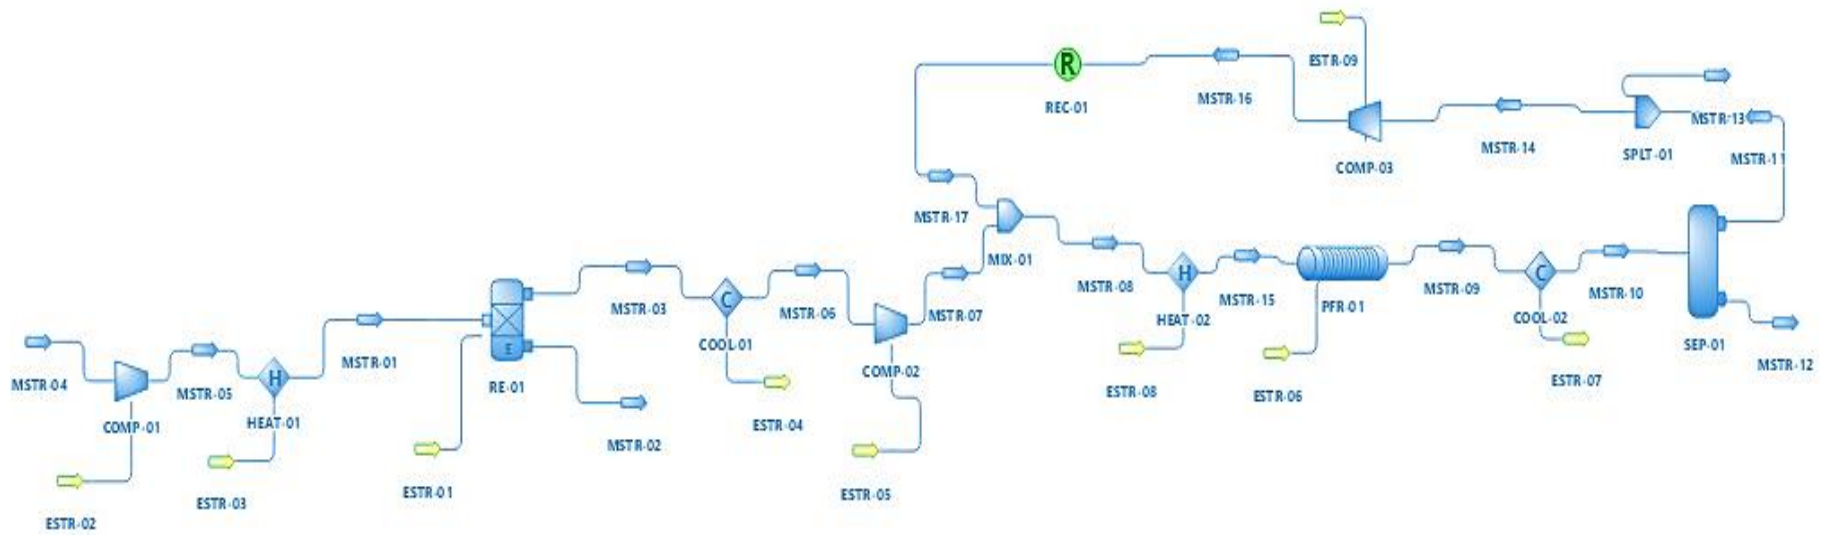 ESTR-09
R
REC-01
MSTR-16
COMP-03
MSTR-14
SPLT-01
MSTR-13
MSTR-11
MSTR-17
MIX-01
MSTR-08
H
HEAT-02
ESTR-08
MSTR-15
PFR-01
ESTR-06
MSTR-09
C
COOL-02
ESTR-07
MSTR-10
SEP-01
MSTR-12
MSTR-04
COMP-01
ESTR-02
MSTR-05
H
HEAT-01
ESTR-03
MSTR-01
E
RE-01
ESTR-01
MSTR-03
MSTR-02
C
COOL-01
ESTR-04
MSTR-06
COMP-02
ESTR-05
MSTR-07